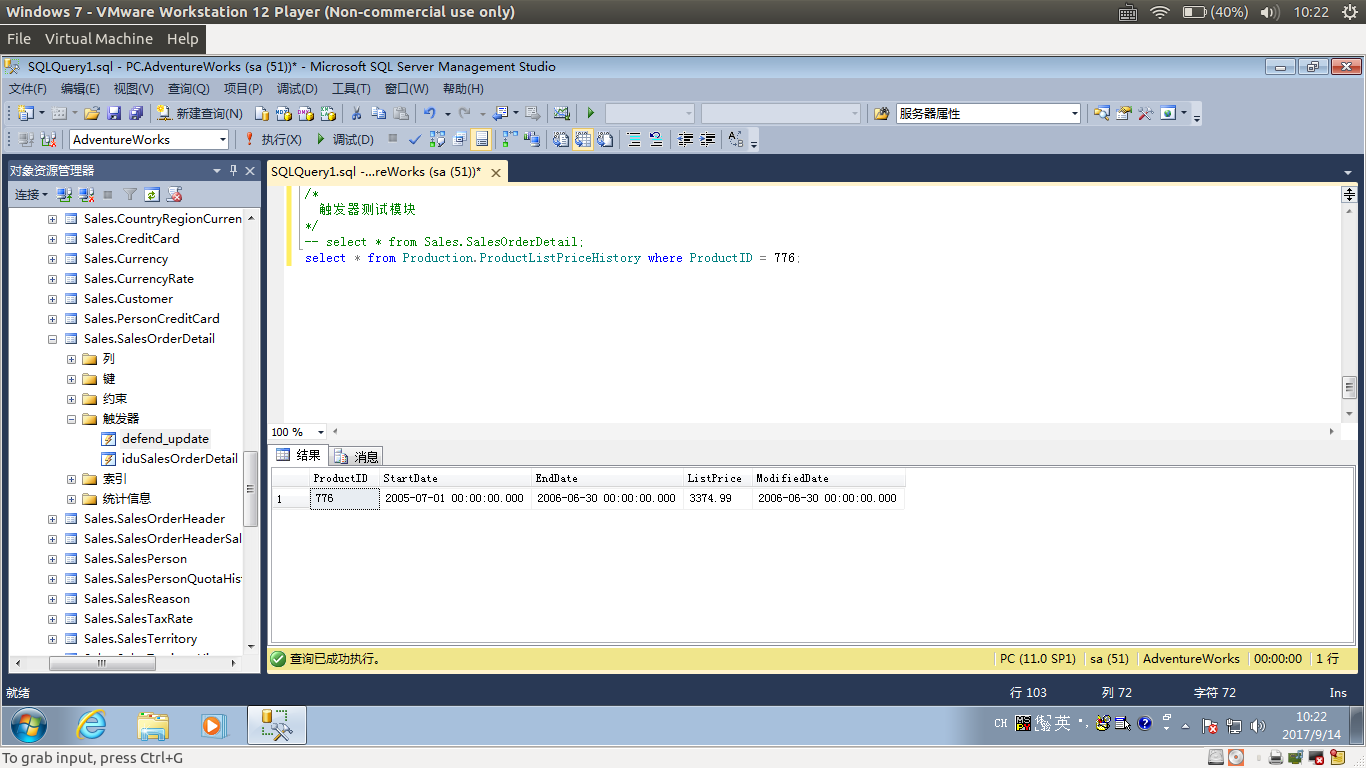 Windows 7 - VMware Workstation 12 Player (Non-commercial use only)
(40%) 10:22
File Virtual Machine Help
SQLQuery1.sql - PC.AdventureWorks (sa (51))* - Microsoft SQL Server Management Studio
文件(F) 编辑(E) 视图(V) 查询(Q) 项目(P) 调试(D) 工具(T) 窗口(W) 帮助(H)
新建查询(N) 服务器属性
AdventureWorks 执行(X) 调试(D)
对象资源管理器
连接
Sales.CountryRegionCurren
Sales.CreditCard
Sales.Currency
Sales.CurrencyRate
Sales.Customer
Sales.PersonCreditCard
Sales.SalesOrderDetail
列
键
约束
触发器
defend_update
iduSalesOrderDetail
索引
统计信息
Sales.SalesOrderHeader
Sales.SalesOrderHeaderSal
Sales.SalesPerson
Sales.SalesPersonQuotaHis
Sales.SalesReason
Sales.SalesTaxRate
Sales.SalesTerritory
SQLQuery1.sql -...reWorks (sa (51))*
/*
触发器测试模块
*/
-- select * from Sales.SalesOrderDetail;
select * from Production.ProductListPriceHistory where ProductID = 776;
100 %
结果 消息
ProductID StartDate EndDate ListPrice ModifiedDate
1 776 2005-07-01 00:00:00.000 2006-06-30 00:00:00.000 3374.99 2006-06-30 00:00:00.000
查询已成功执行。 PC (11.0 SP1) sa (51) AdventureWorks 00:00:00 1 行
就绪 行 103 列 72 字符 72 Ins
CH 英 10:22
2017/9/14
To grab input, press Ctrl+G